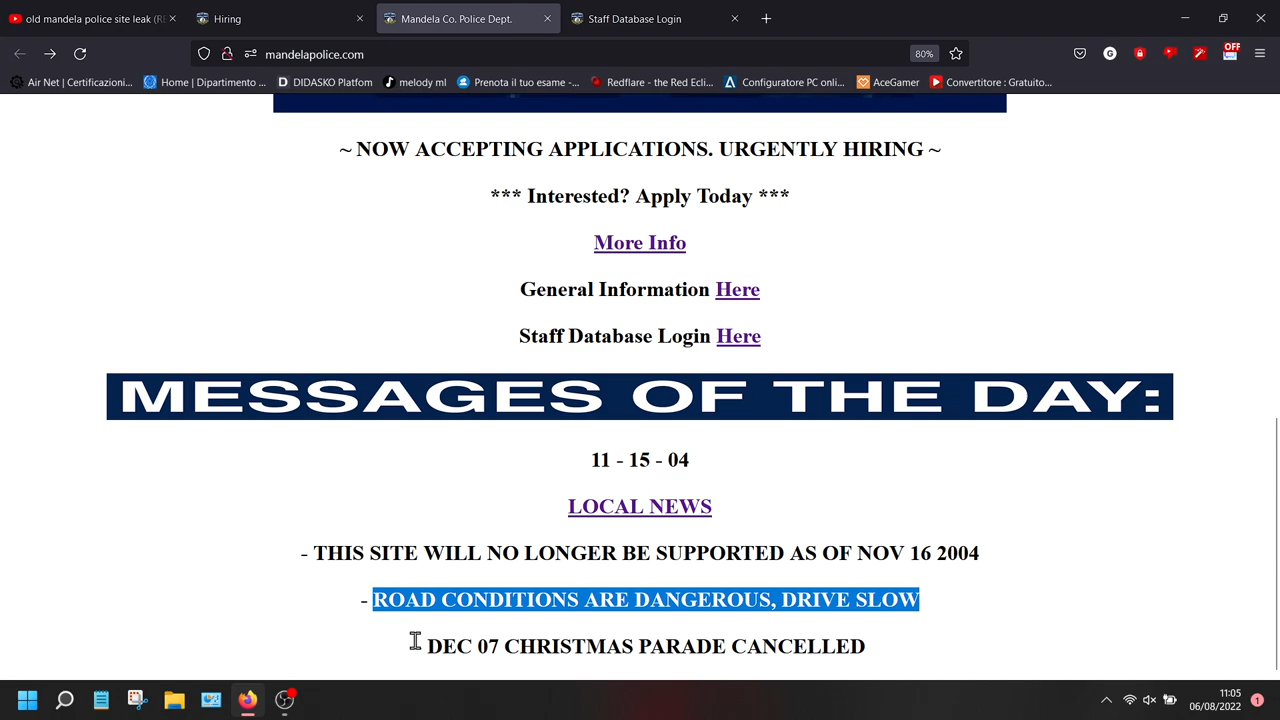 old mandela police site leak (RE
Hiring
Mandela Co. Police Dept.
Staff Database Login
mandelapolice.com
80%
OFF
Air Net | Certificazioni...
Home | Dipartimento ...
DIDASKO Platfom
melody ml
Prenota il tuo esame -...
Redflare - the Red Ecli...
Configuratore PC onli...
AceGamer
Convertitore : Gratuito...
~ NOW ACCEPTING APPLICATIONS. URGENTLY HIRING ~
*** Interested? Apply Today ***
More Info
General Information Here
Staff Database Login Here
MESSAGES OF THE DAY:
11 - 15 - 04
LOCAL NEWS
- THIS SITE WILL NO LONGER BE SUPPORTED AS OF NOV 16 2004
- ROAD CONDITIONS ARE DANGEROUS, DRIVE SLOW
DEC 07 CHRISTMAS PARADE CANCELLED
11:05
06/08/2022
1